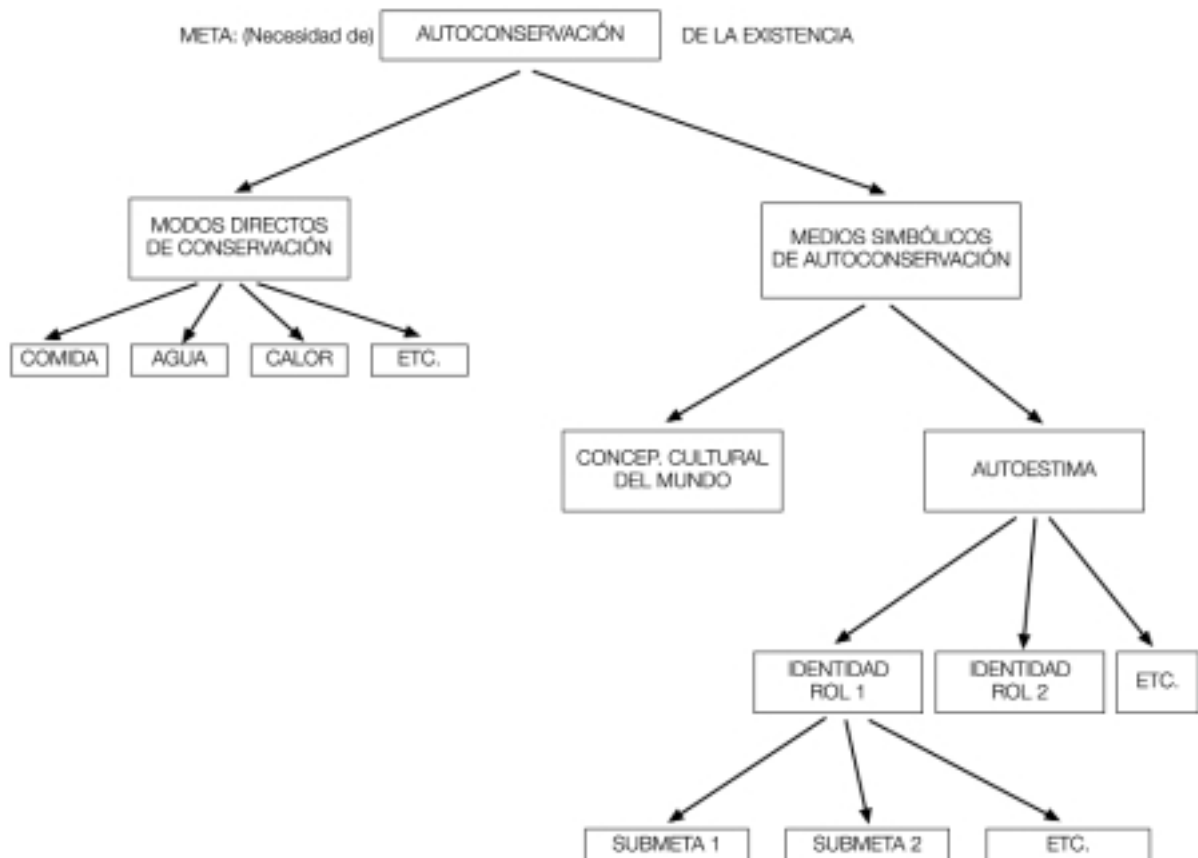 META: (Necesidad de) AUTOCONSERVACIÓN DE LA EXISTENCIA
MODOS DIRECTOS
DE CONSERVACIÓN
MEDIOS SIMBÓLICOS
DE AUTOCONSERVACIÓN
COMIDA AGUA CALOR ETC.
CONCEP. CULTURAL
DEL MUNDO
AUTOESTIMA
IDENTIDAD
ROL 1
IDENTIDAD
ROL 2
ETC.
SUBMETA 1 SUBMETA 2 ETC.